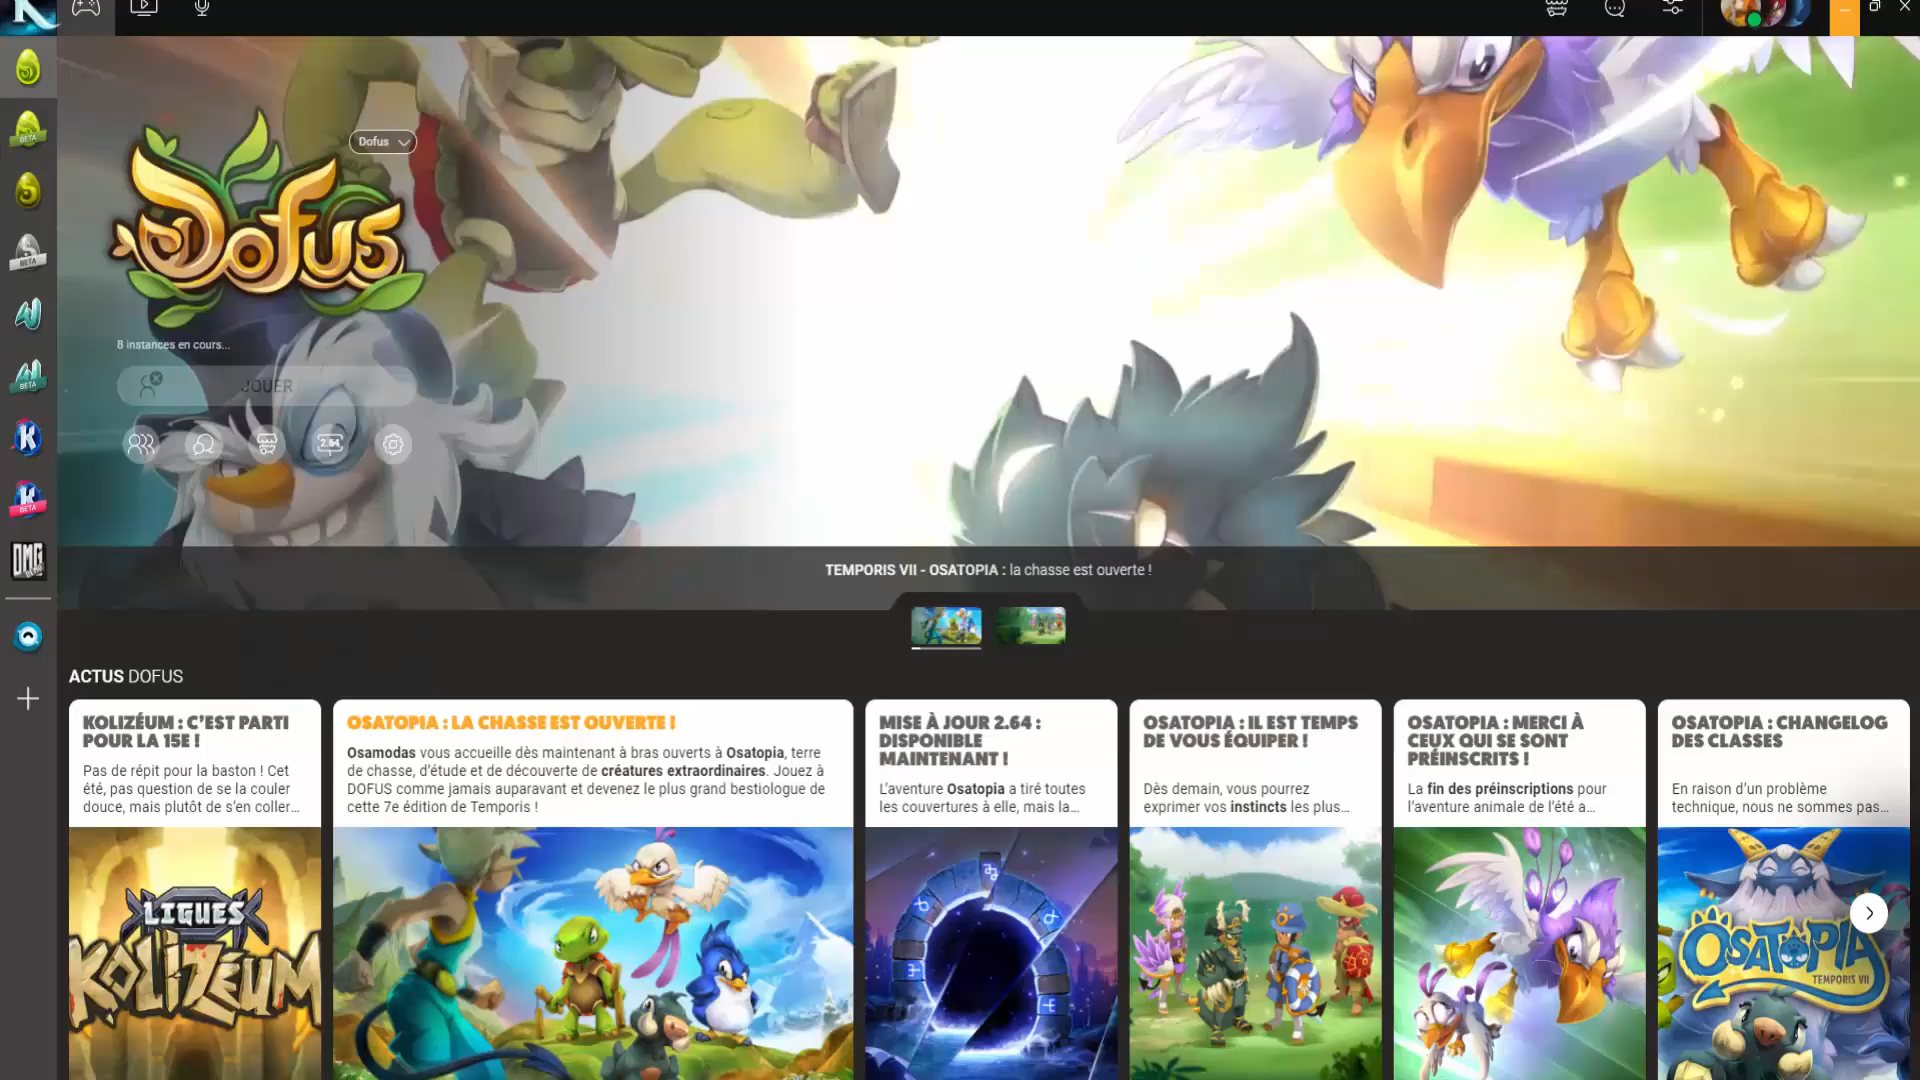 Dofus
DOFUS
8 instances en cours...
JOUER
2.64
BETA
BETA
BETA
K
K
BETA
DMG
DEMO
TEMPORIS VII - OSATOPIA : la chasse est ouverte !
ACTUS DOFUS
KOLIZÉUM : C'EST PARTI
POUR LA 15E !
Pas de répit pour la baston ! Cet
été, pas question de se la couler
douce, mais plutôt de s'en coller...
LIGUES
KOLIZÉUM
OSATOPIA : LA CHASSE EST OUVERTE !
Osamodas vous accueille dès maintenant à bras ouverts à Osatopia, terre
de chasse, d'étude et de découverte de créatures extraordinaires. Jouez à
DOFUS comme jamais auparavant et devenez le plus grand bestiologue de
cette 7e édition de Temporis !
MISE À JOUR 2.64 :
DISPONIBLE
MAINTENANT !
L'aventure Osatopia a tiré toutes
les couvertures à elle, mais la...
OSATOPIA : IL EST TEMPS
DE VOUS ÉQUIPER !
Dès demain, vous pourrez
exprimer vos instincts les plus...
OSATOPIA : MERCI À
CEUX QUI SE SONT
PRÉINSCRITS !
La fin des préinscriptions pour
l'aventure animale de l'été a...
OSATOPIA : CHANGELOG
DES CLASSES
En raison d'un problème
technique, nous ne sommes pas...
OSATOPIA
TEMPORIS VII